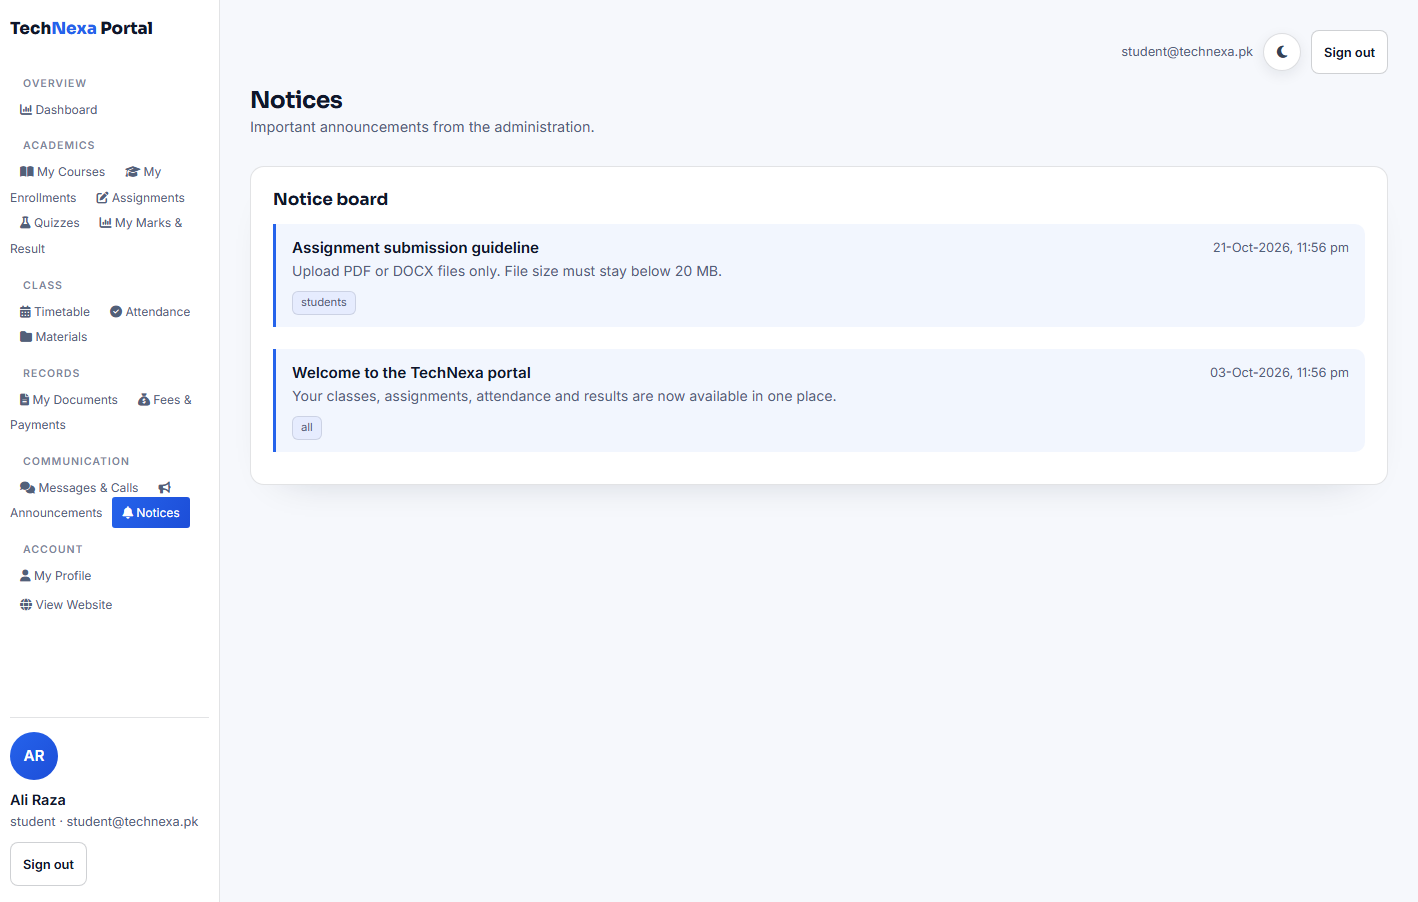 TechNexa Portal
OVERVIEW
Dashboard
ACADEMICS
My Courses My
Enrollments Assignments
Quizzes My Marks &
Result
CLASS
Timetable Attendance
Materials
RECORDS
My Documents Fees &
Payments
COMMUNICATION
Messages & Calls
Announcements Notices
ACCOUNT
My Profile
View Website
AR
Ali Raza
student · student@technexa.pk
Sign out
student@technexa.pk Sign out
Notices
Important announcements from the administration.
Notice board
Assignment submission guideline 21-Oct-2026, 11:56 pm
Upload PDF or DOCX files only. File size must stay below 20 MB.
students
Welcome to the TechNexa portal 03-Oct-2026, 11:56 pm
Your classes, assignments, attendance and results are now available in one place.
all